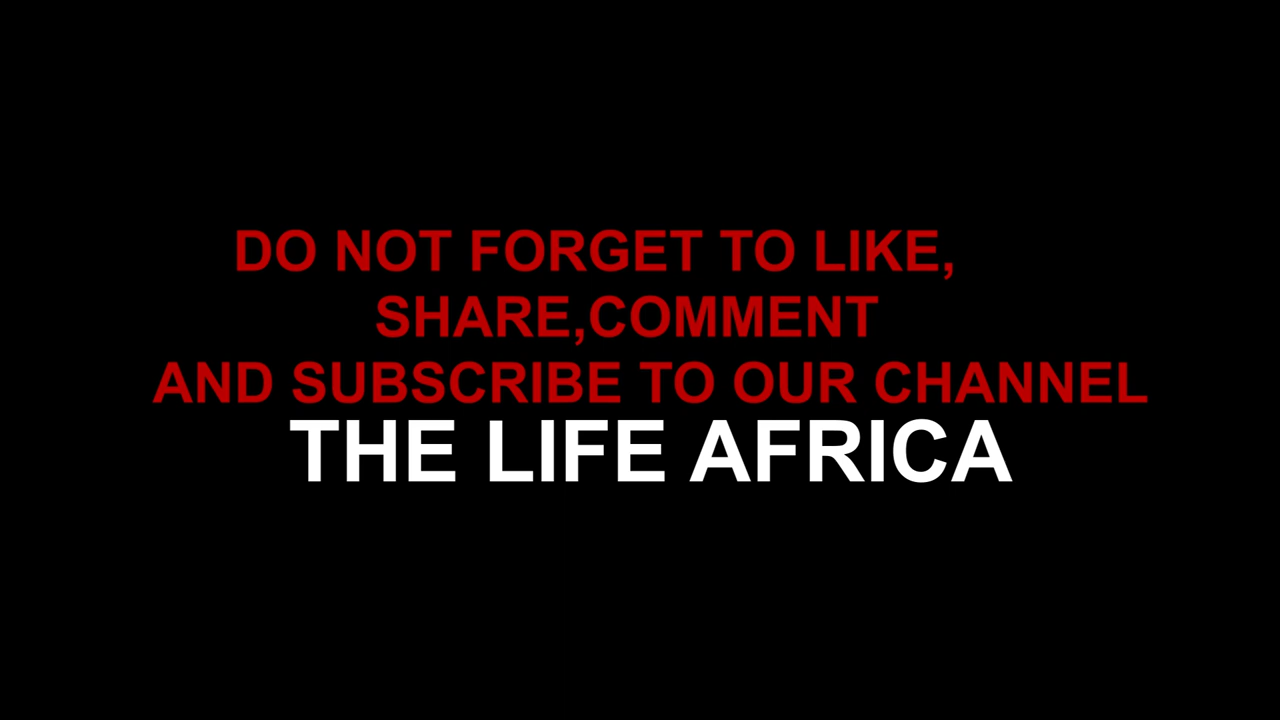 DO NOT FORGET TO LIKE,
SHARE,COMMENT
AND SUBSCRIBE TO OUR CHANNEL
THE LIFE AFRICA